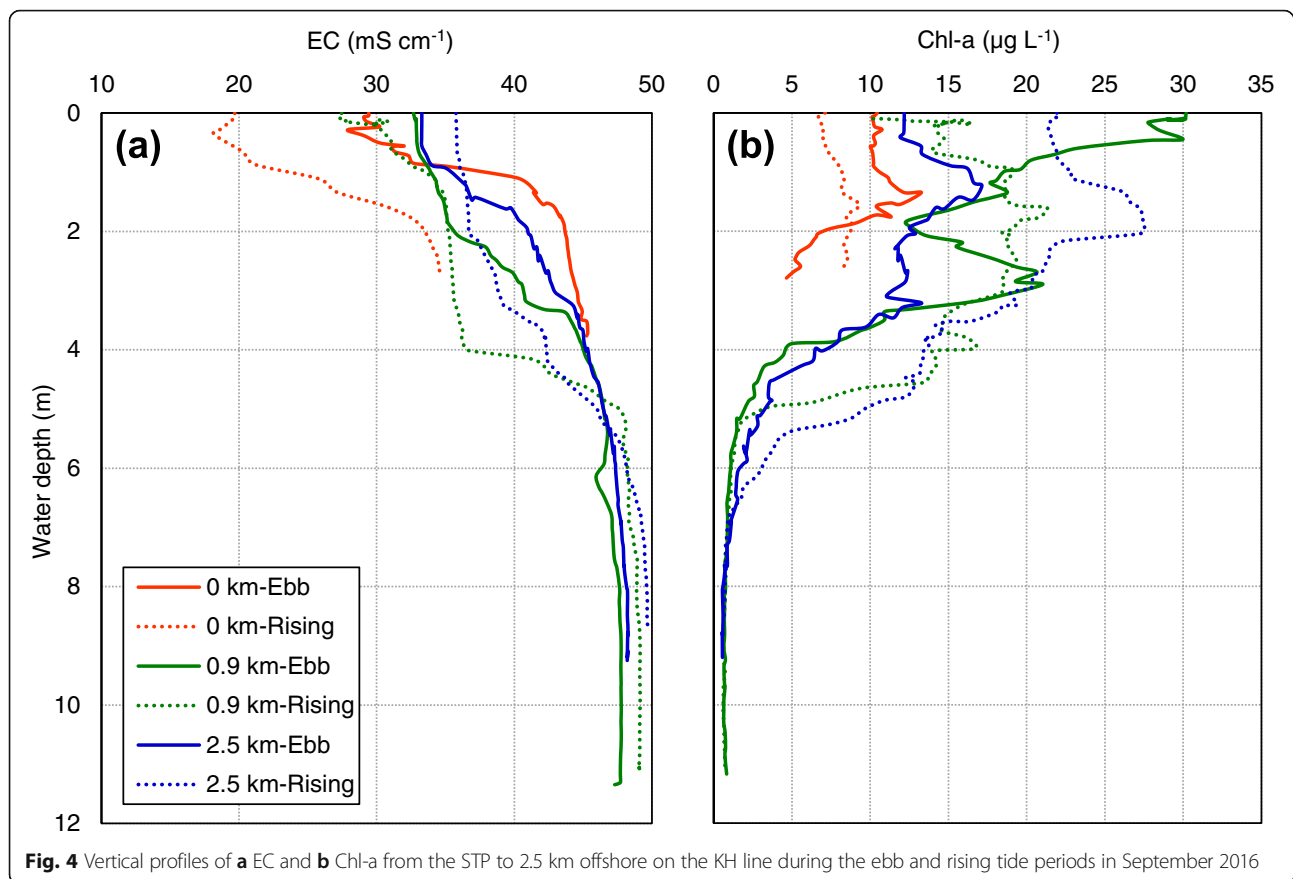 EC (mS cm⁻¹)
10 20 30 40 50
Chl-a (µg L⁻¹)
0 5 10 15 20 25 30 35
(a)
(b)
Water depth (m)
0
2
4
6
8
10
12
0 km-Ebb
0 km-Rising
0.9 km-Ebb
0.9 km-Rising
2.5 km-Ebb
2.5 km-Rising
Fig. 4 Vertical profiles of a EC and b Chl-a from the STP to 2.5 km offshore on the KH line during the ebb and rising tide periods in September 2016